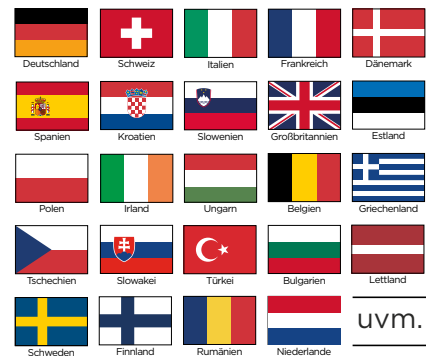 Deutschland Schweiz Italien Frankreich Dänemark
Spanien Kroatien Slowenien Großbritannien Estland
Polen Irland Ungarn Belgien Griechenland
Tschechien Slowakei Türkei Bulgarien Lettland
uvm.
Schweden Finnland Rumänien Niederlande